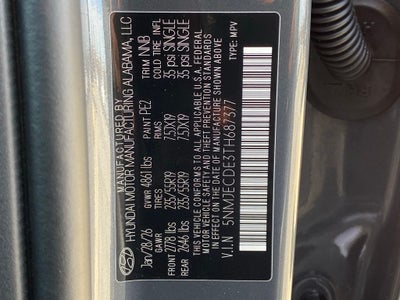 MANUFACTURED BY
HYUNDAI MOTOR MANUFACTURING ALABAMA, LLC
Jan/28/26 PAINT PE2 TRIM NNB
GVWR 4861 lbs TIRES RIMS COLD TIRE INFL
FRONT 2778 lbs 235/55R19 7.5JX19 35 PSI SINGLE
REAR 2646 lbs 235/55R19 7.5JX19 35 PSI SINGLE
THIS VEHICLE CONFORMS TO ALL APPLICABLE
U.S.A. FEDERAL MOTOR VEHICLE SAFETY, BUMPER,
AND THEFT PREVENTION STANDARDS IN EFFECT
ON THE DATE OF MANUFACTURE SHOWN ABOVE.
V.I.N 5NMJECDE3TH687377 TYPE: MPV